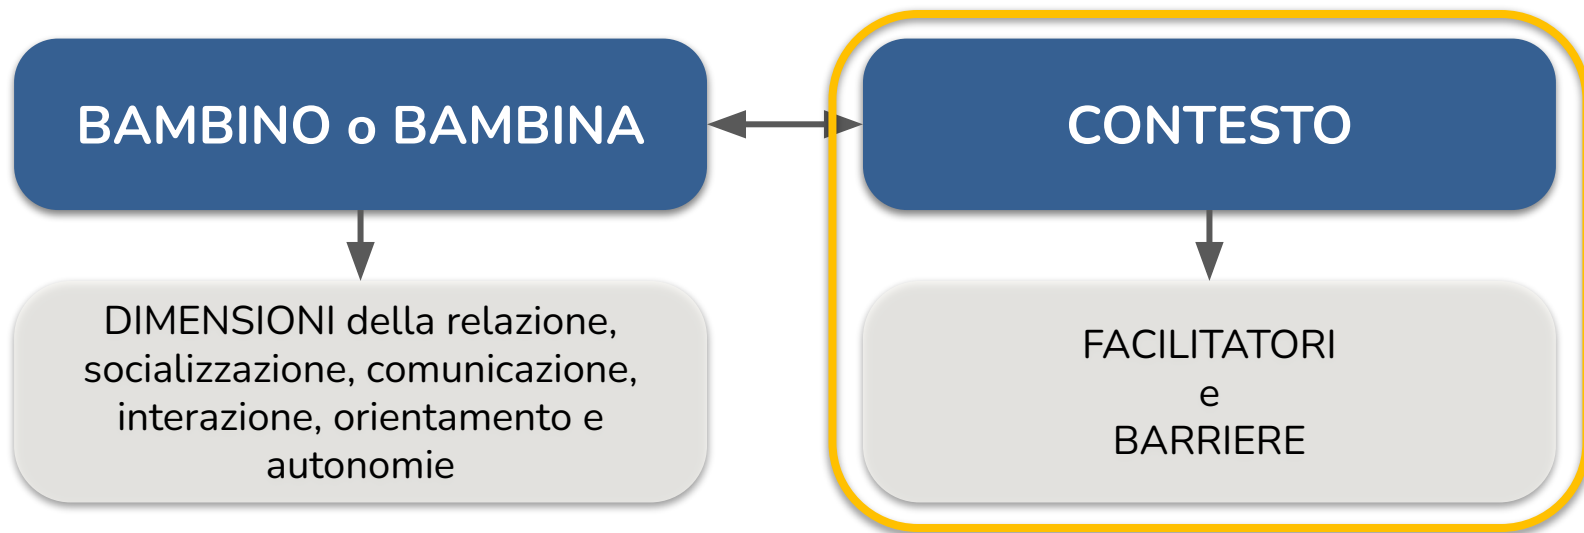 BAMBINO o BAMBINA
CONTESTO
DIMENSIONI della relazione,
socializzazione, comunicazione,
interazione, orientamento e
autonomie
FACILITATORI
e
BARRIERE